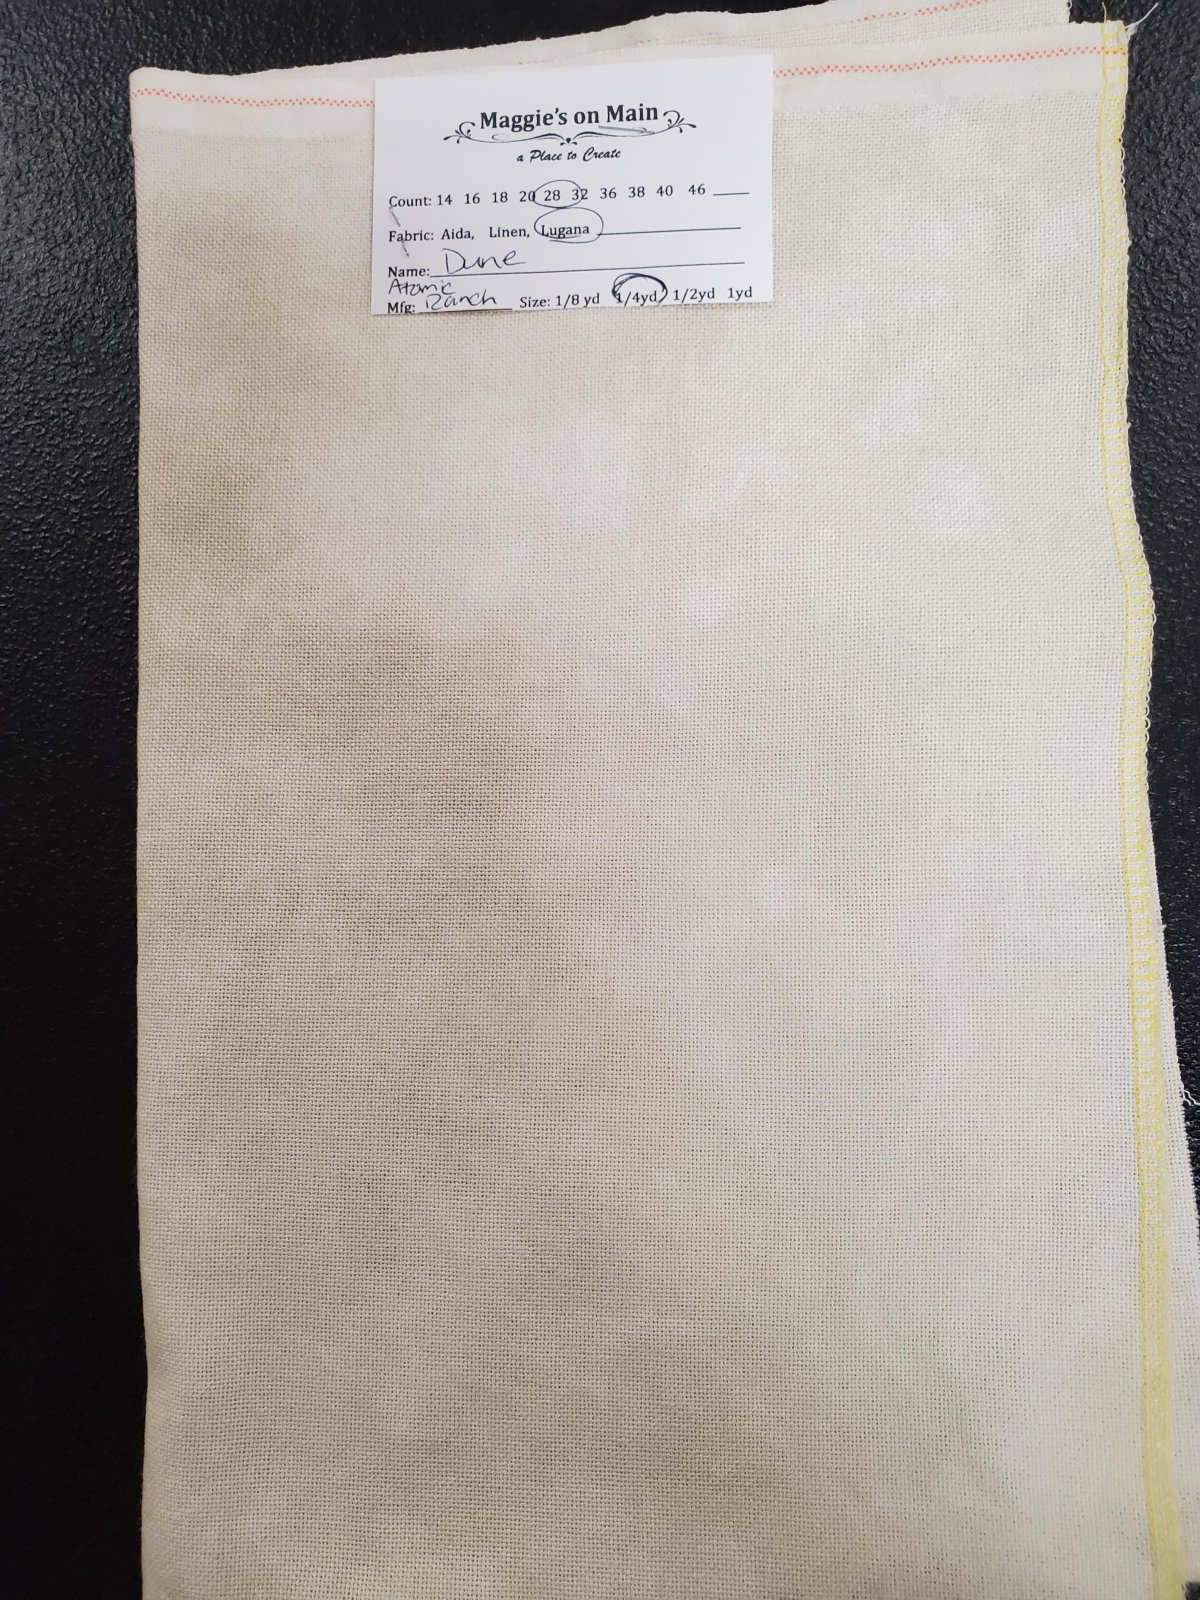 Maggie's on Main
a Place to Create
Count: 14 16 18 20 28 32 36 38 40 46 ____
Fabric: Aida, Linen, Lugana
Name: Dune
Atomic
Mfg: Ranch Size: 1/8 yd 1/4yd 1/2yd 1yd